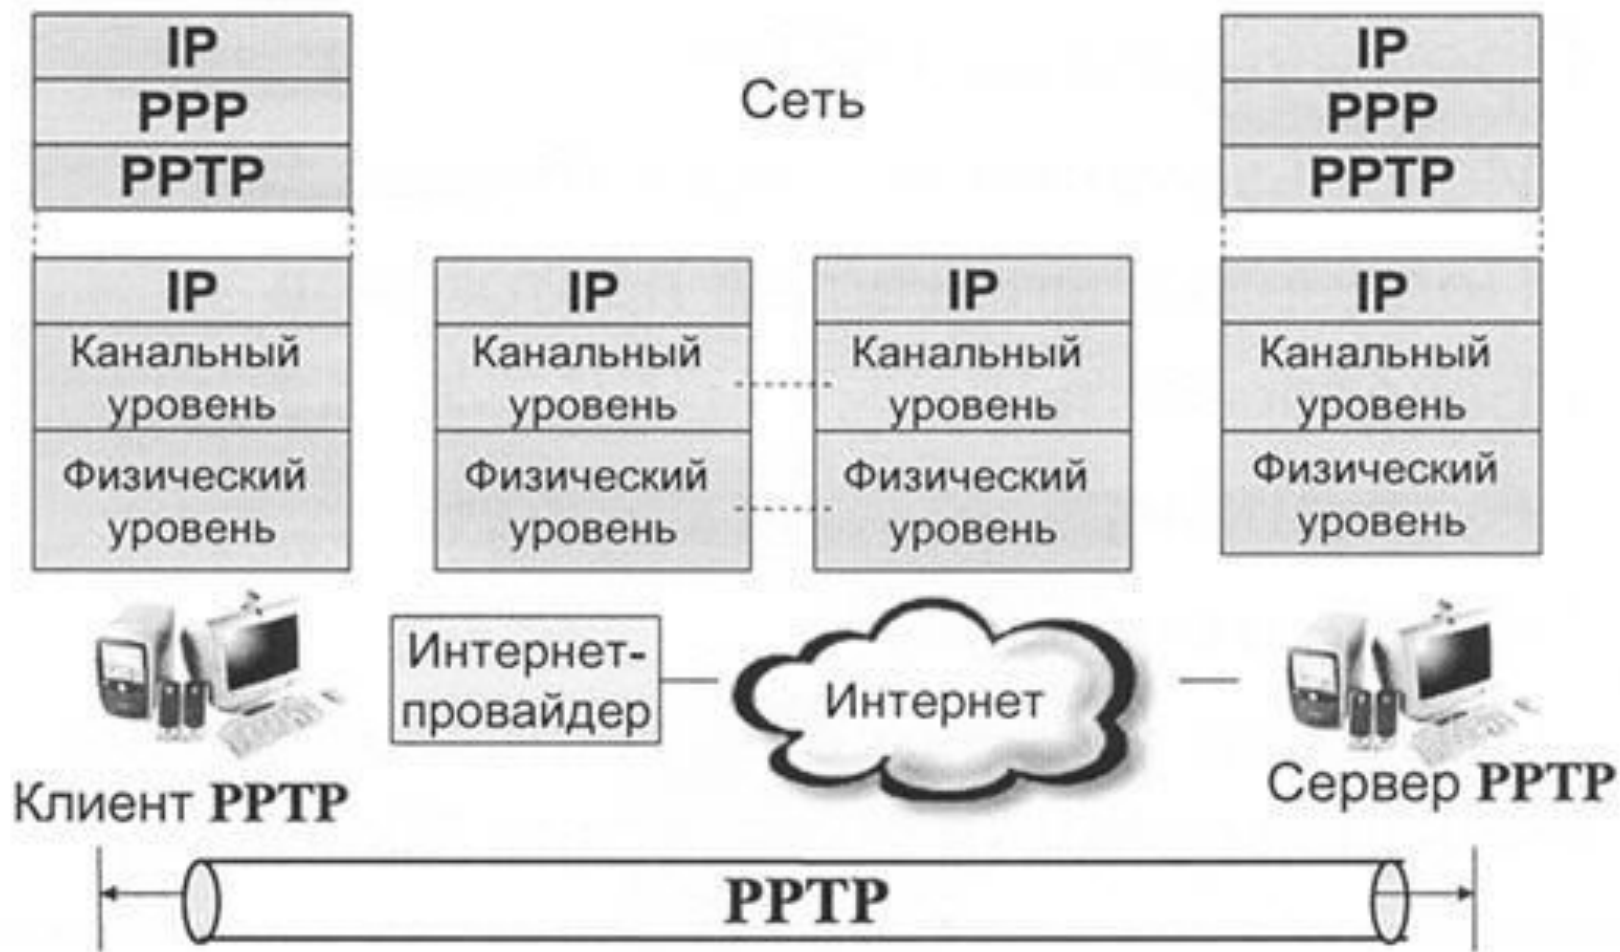 IP
PPP
PPTP
Сеть
IP
PPP
PPTP
IP
Канальный
уровень
Физический
уровень
IP
Канальный
уровень
Физический
уровень
IP
Канальный
уровень
Физический
уровень
IP
Канальный
уровень
Физический
уровень
Интернет-
провайдер
Интернет
Клиент PPTP
Сервер PPTP
PPTP